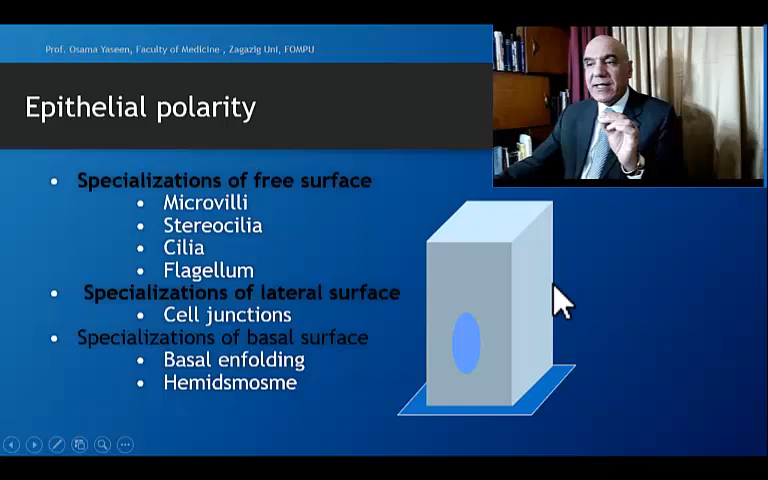 Prof. Osama Yaseen, Faculty of Medicine , Zagazig Uni, FOMPU
Epithelial polarity
• Specializations of free surface
• Microvilli
• Stereocilia
• Cilia
• Flagellum
• Specializations of lateral surface
• Cell junctions
• Specializations of basal surface
• Basal enfolding
• Hemidsmosme